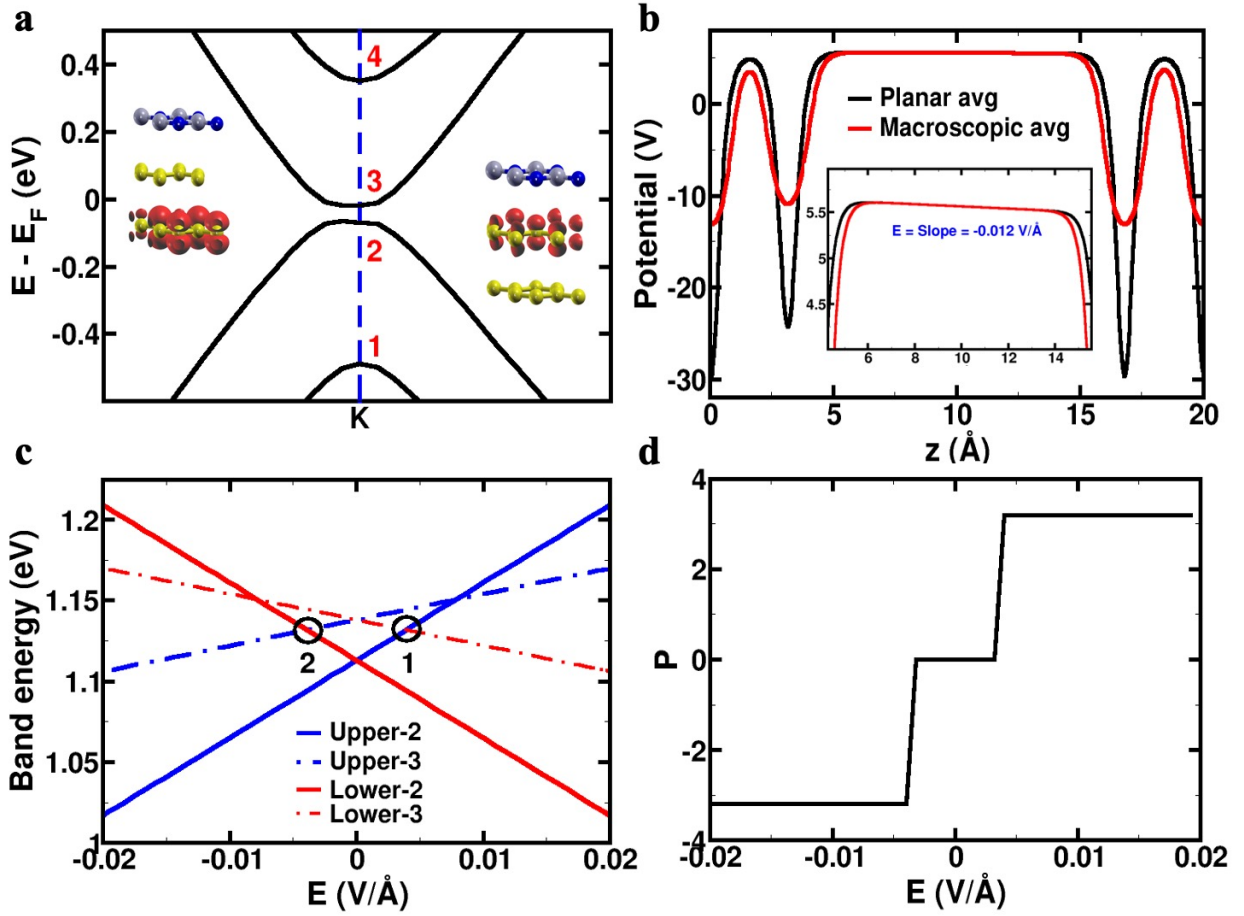 a
E - E_F (eV)
0.4
0.2
0
-0.2
-0.4
4
3
2
1
K
b
Potential (V)
0
-10
-20
-30
Planar avg
Macroscopic avg
5.5
5
4.5
E = Slope = -0.012 V/Å
6 8 10 12 14
0 5 10 15 20
z (Å)
c
Band energy (eV)
1.2
1.15
1.1
1.05
1
2 1
Upper-2
Upper-3
Lower-2
Lower-3
-0.02 -0.01 0 0.01 0.02
E (V/Å)
d
P
4
2
0
-2
-4
-0.02 -0.01 0 0.01 0.02
E (V/Å)